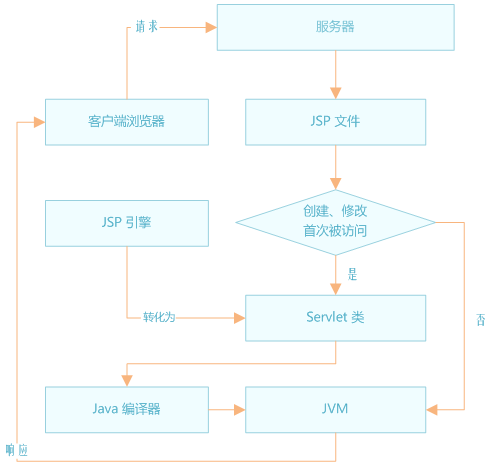 请求
服务器
客户端浏览器
JSP 文件
JSP 引擎
创建、修改
首次被访问
是
转化为
Servlet 类
否
Java 编译器
JVM
响应